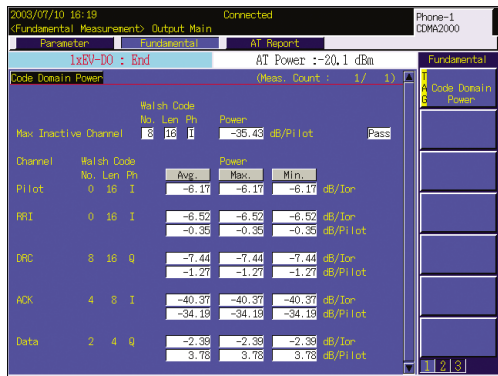 2003/07/10 16:19 Connected Phone-1
<Fundamental Measurement> Output Main CDMA2000
Parameter Fundamental AT Report
1xEV-DO : End AT Power :-20.1 dBm Fundamental
Code Domain Power (Meas. Count : 1/ 1)
TAG Code Domain Power
Walsh Code
No. Len Ph Power
Max Inactive Channel 8 16 I -35.43 dB/Pilot Pass
Channel Walsh Code Power
No. Len Ph Avg. Max. Min.
Pilot 0 16 I -6.17 -6.17 -6.17 dB/Ior
RRI 0 16 I -6.52 -6.52 -6.52 dB/Ior
-0.35 -0.35 -0.35 dB/Pilot
DRC 8 16 Q -7.44 -7.44 -7.44 dB/Ior
-1.27 -1.27 -1.27 dB/Pilot
ACK 4 8 I -40.37 -40.37 -40.37 dB/Ior
-34.19 -34.19 -34.19 dB/Pilot
Data 2 4 Q -2.39 -2.39 -2.39 dB/Ior
3.78 3.78 3.78 dB/Pilot
1 2 3